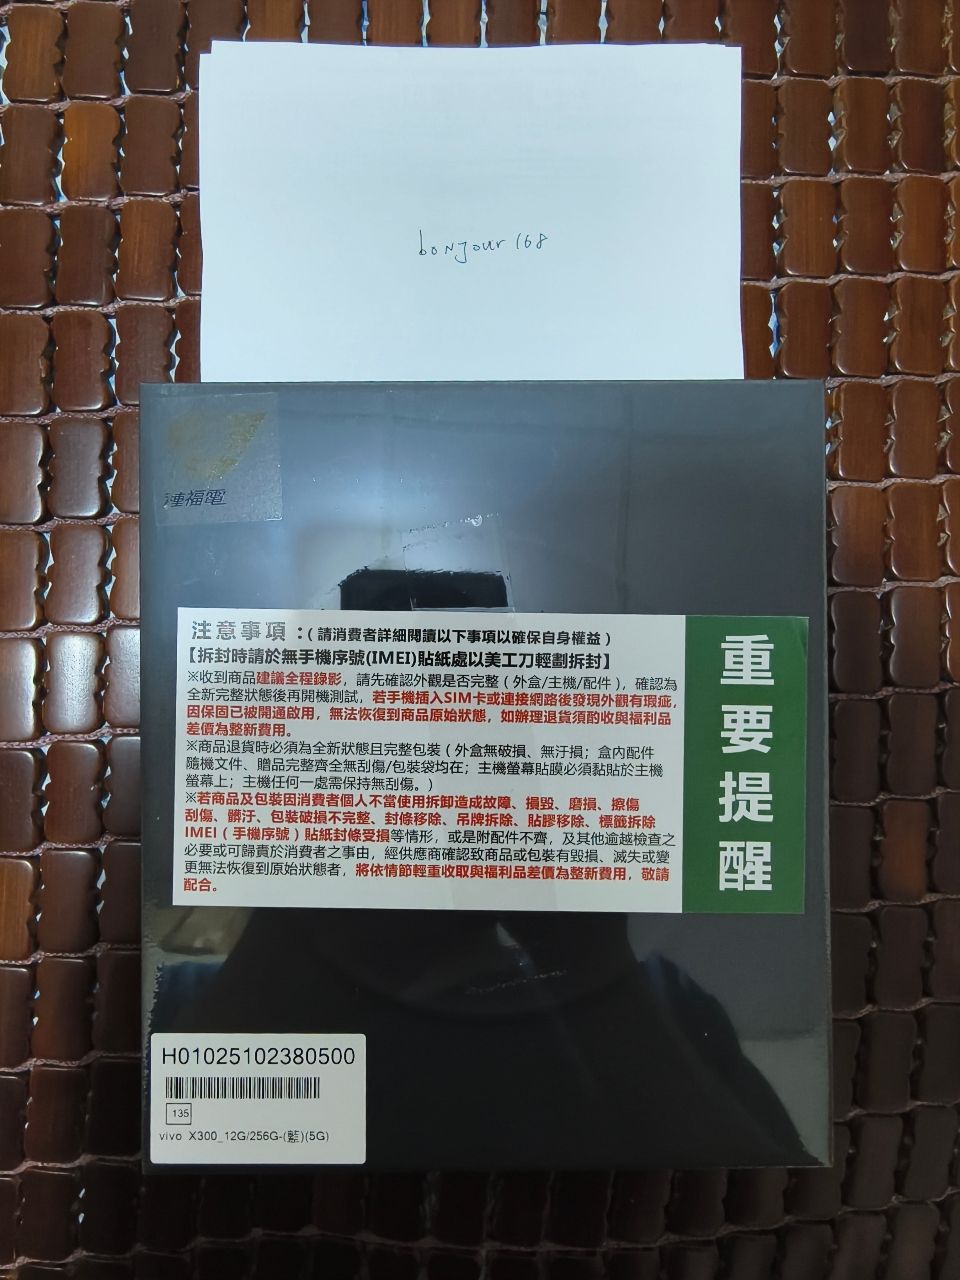 bonjour168
連福電
注意事項：(請消費者詳細閱讀以下事項以確保自身權益)
【拆封時請於無手機序號(IMEI)貼紙處以美工刀輕劃拆封】
※收到商品建議全程錄影，請先確認外觀是否完整(外盒/主機/配件)，確認為
全新完整狀態後再開機測試，若手機插入SIM卡或連接網路後發現外觀有瑕疵，
因保固已被開通啟用，無法恢復到商品原始狀態，如辦理退貨須酌收與福利品
差價為整新費用。
※商品退貨時必須為全新狀態且完整包裝(外盒無破損、無汙損；盒內配件
隨機文件、贈品完整齊全無刮傷/包裝袋均在；主機螢幕貼膜必須黏貼於主機
螢幕上；主機任何一處需保持無刮傷。)
※若商品及包裝因消費者個人不當使用拆卸造成故障、損毀、磨損、擦傷
刮傷、髒汙、包裝破損不完整、封條移除、吊牌拆除、貼膠移除、標籤拆除
IMEI(手機序號)貼紙封條受損等情形，或是附配件不齊，及其他逾越檢查之
必要或可歸責於消費者之事由，經供應商確認致商品或包裝有毀損、滅失或變
更無法恢復到原始狀態者，將依情節輕重收取與福利品差價為整新費用，敬請
配合。
重要提醒
H01025102380500
135
vivo X300_12G/256G-(藍)(5G)